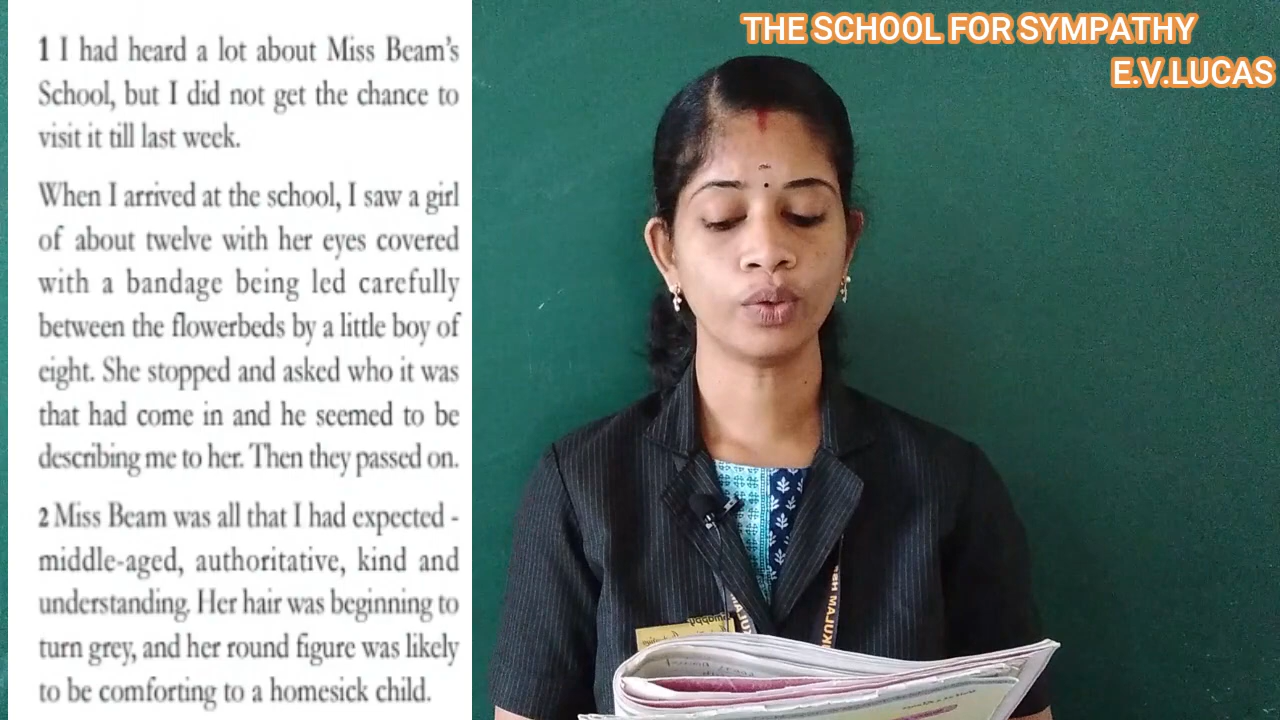 THE SCHOOL FOR SYMPATHY
E.V.LUCAS
1 I had heard a lot about Miss Beam's
School, but I did not get the chance to
visit it till last week.
When I arrived at the school, I saw a girl
of about twelve with her eyes covered
with a bandage being led carefully
between the flowerbeds by a little boy of
eight. She stopped and asked who it was
that had come in and he seemed to be
describing me to her. Then they passed on.
2 Miss Beam was all that I had expected -
middle-aged, authoritative, kind and
understanding. Her hair was beginning to
turn grey, and her round figure was likely
to be comforting to a homesick child.